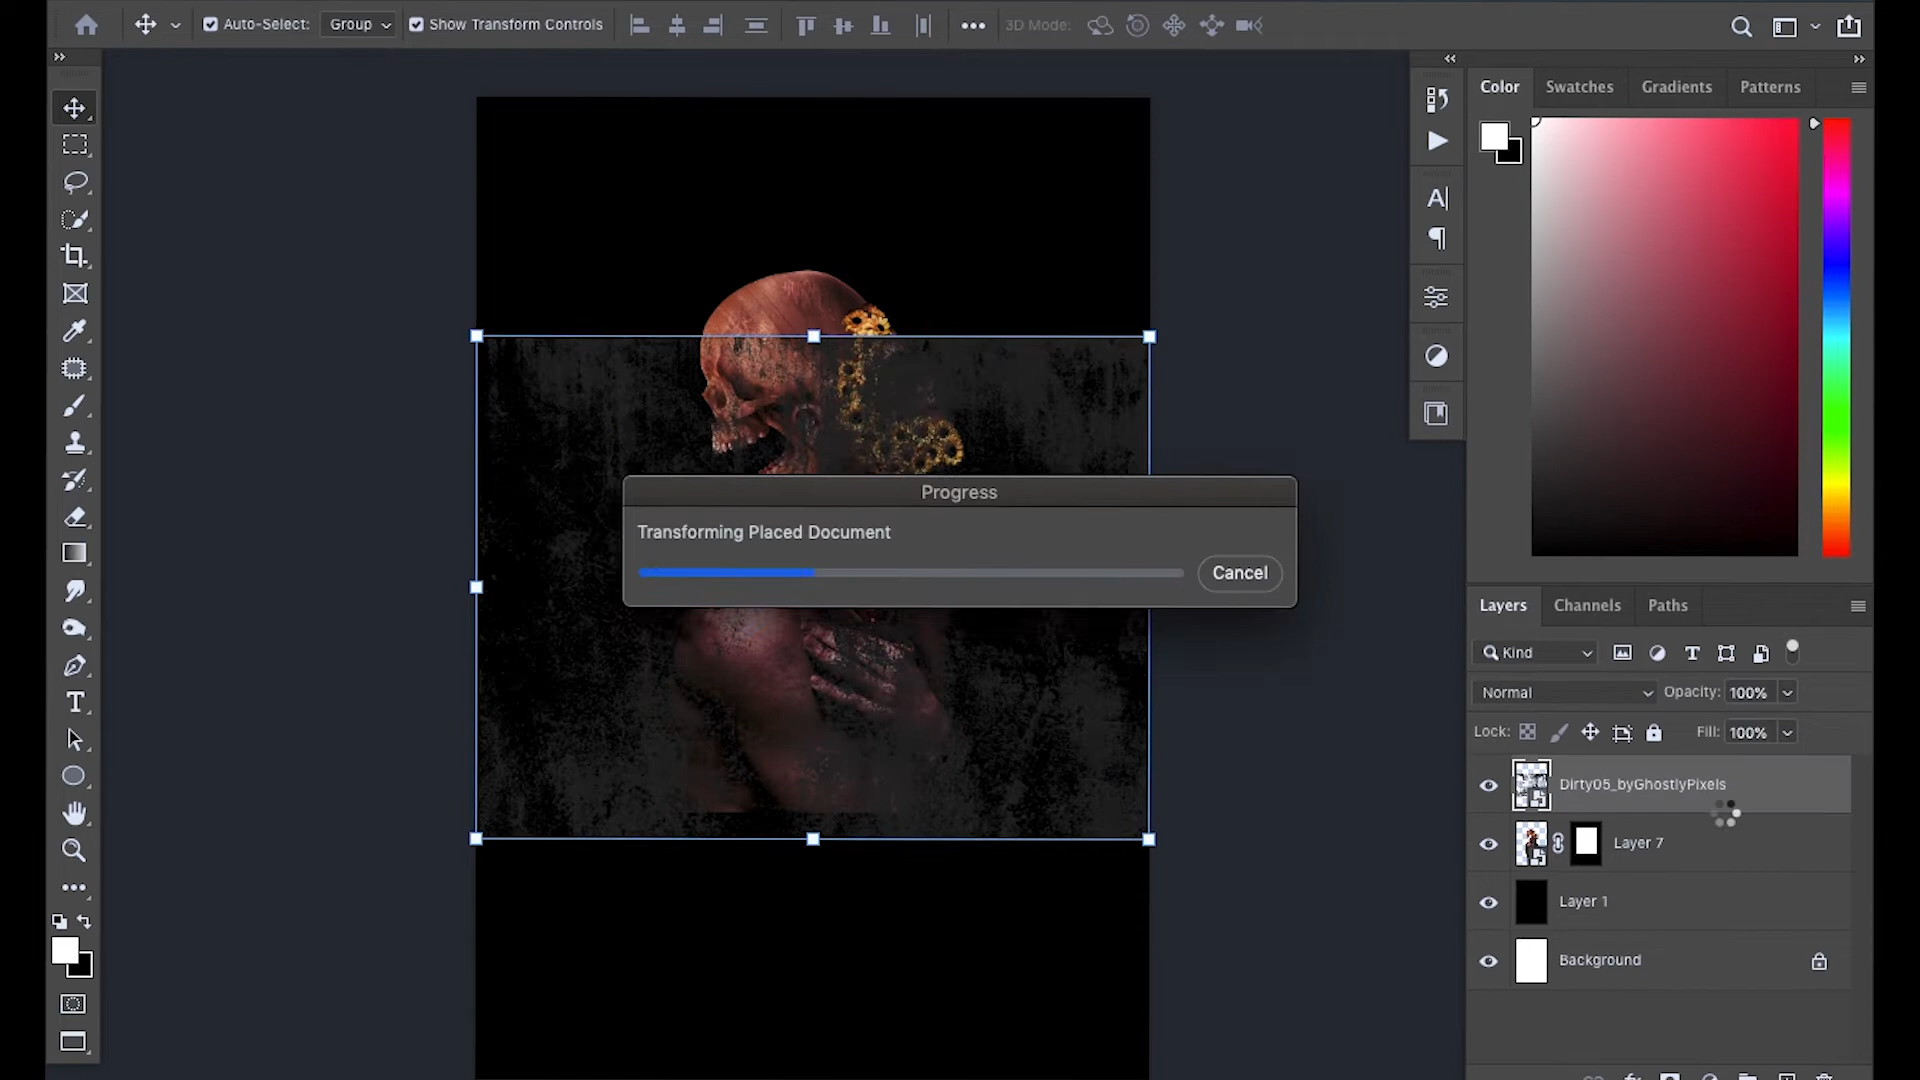 Auto-Select: Group Show Transform Controls 3D Mode:
Color Swatches Gradients Patterns
Progress
Transforming Placed Document
Cancel
Layers Channels Paths
Kind
Normal Opacity: 100%
Lock: Fill: 100%
Dirty05_byGhostlyPixels
Layer 7
Layer 1
Background